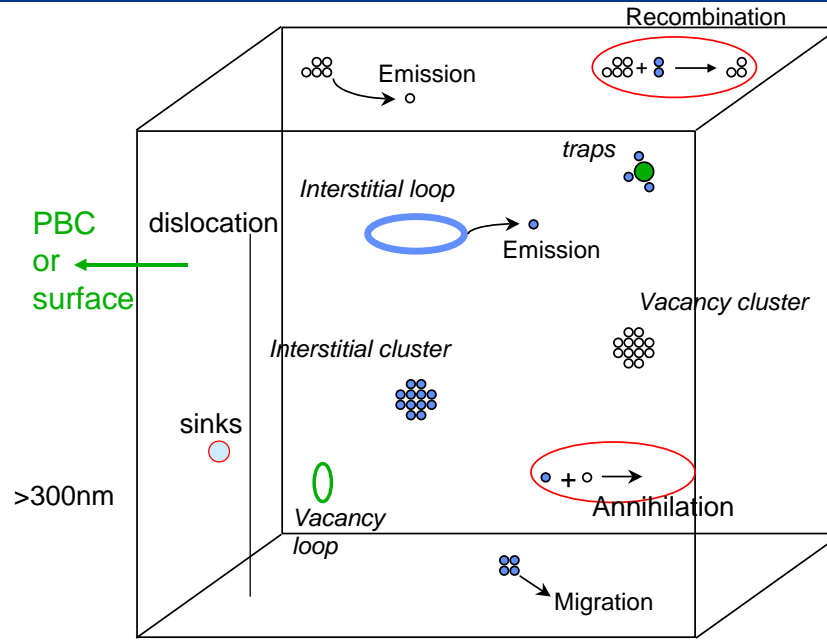 Recombination
Emission
+
traps
Interstitial loop
PBC
or
surface
dislocation
Emission
Vacancy cluster
Interstitial cluster
sinks
>300nm
+
Annihilation
Vacancy
loop
Migration